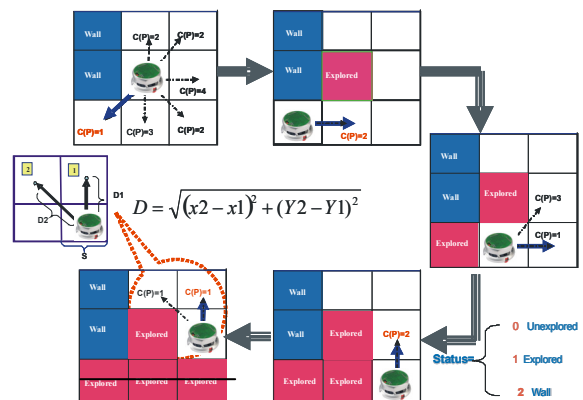 Wall
C(P)=2
C(P)=2
Wall
C(P)=4
C(P)=1
C(P)=3
C(P)=2
Wall
Wall
Explored
C(P)=2
Wall
Wall
Explored
C(P)=3
Explored
C(P)=1
2
1
D1
D2
S
D = √(x2 − x1)² + (Y2 − Y1)²
Wall
C(P)=1
C(P)=1
Wall
Explored
Explored
Explored
Explored
Wall
Wall
Explored
C(P)=2
Explored
Explored
Status=
0 Unexplored
1 Explored
2 Wall